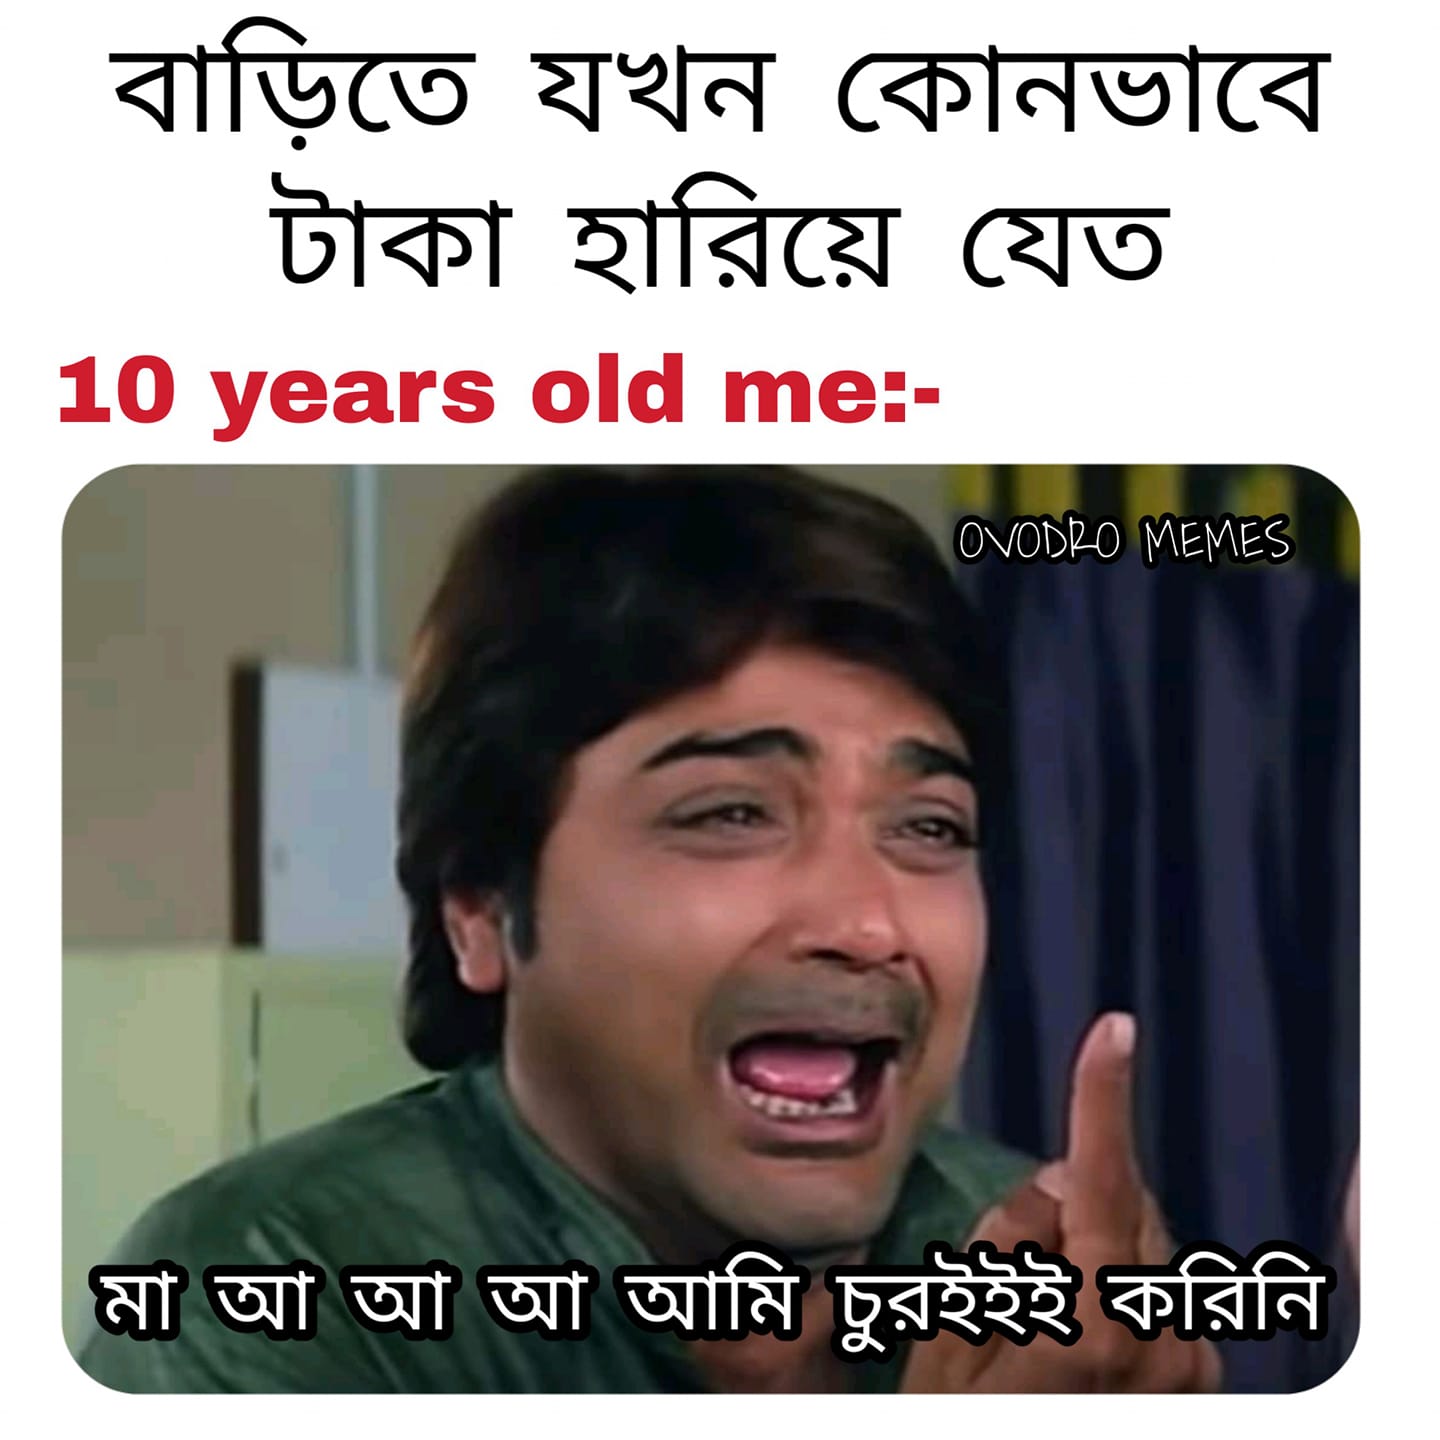 বাড়িতে যখন কোনভাবে
টাকা হারিয়ে যেত
10 years old me:-
OVODRO MEMES
মা আ আ আ আমি চুরইইই করিনি